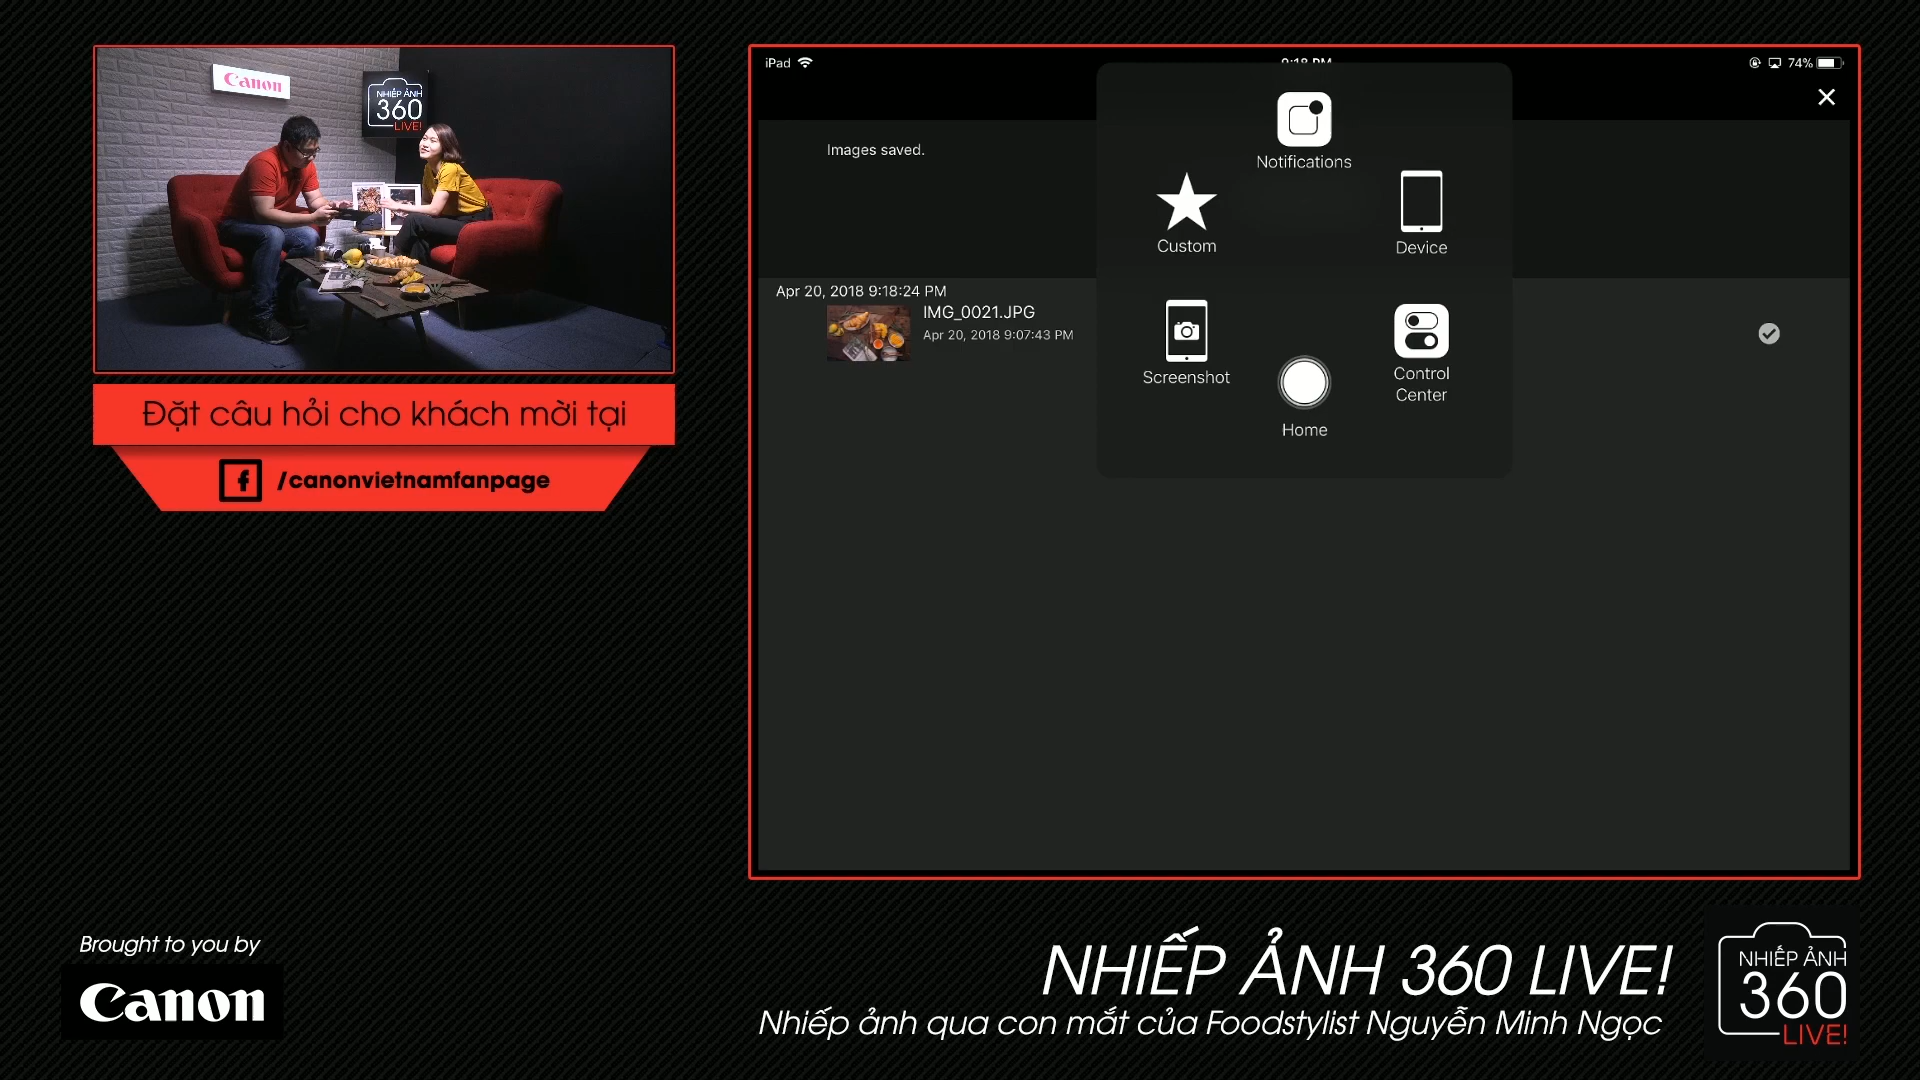 Canon
NHIẾP ẢNH
360
LIVE!
Đặt câu hỏi cho khách mời tại
f /canonvietnamfanpage
iPad
9:18 PM
74%
Images saved.
Notifications
Custom
Device
Apr 20, 2018 9:18:24 PM
IMG_0021.JPG
Apr 20, 2018 9:07:43 PM
Screenshot
Control
Center
Home
Brought to you by
Canon
NHIẾP ẢNH 360 LIVE!
Nhiếp ảnh qua con mắt của Foodstylist Nguyễn Minh Ngọc
NHIẾP ẢNH
360
LIVE!